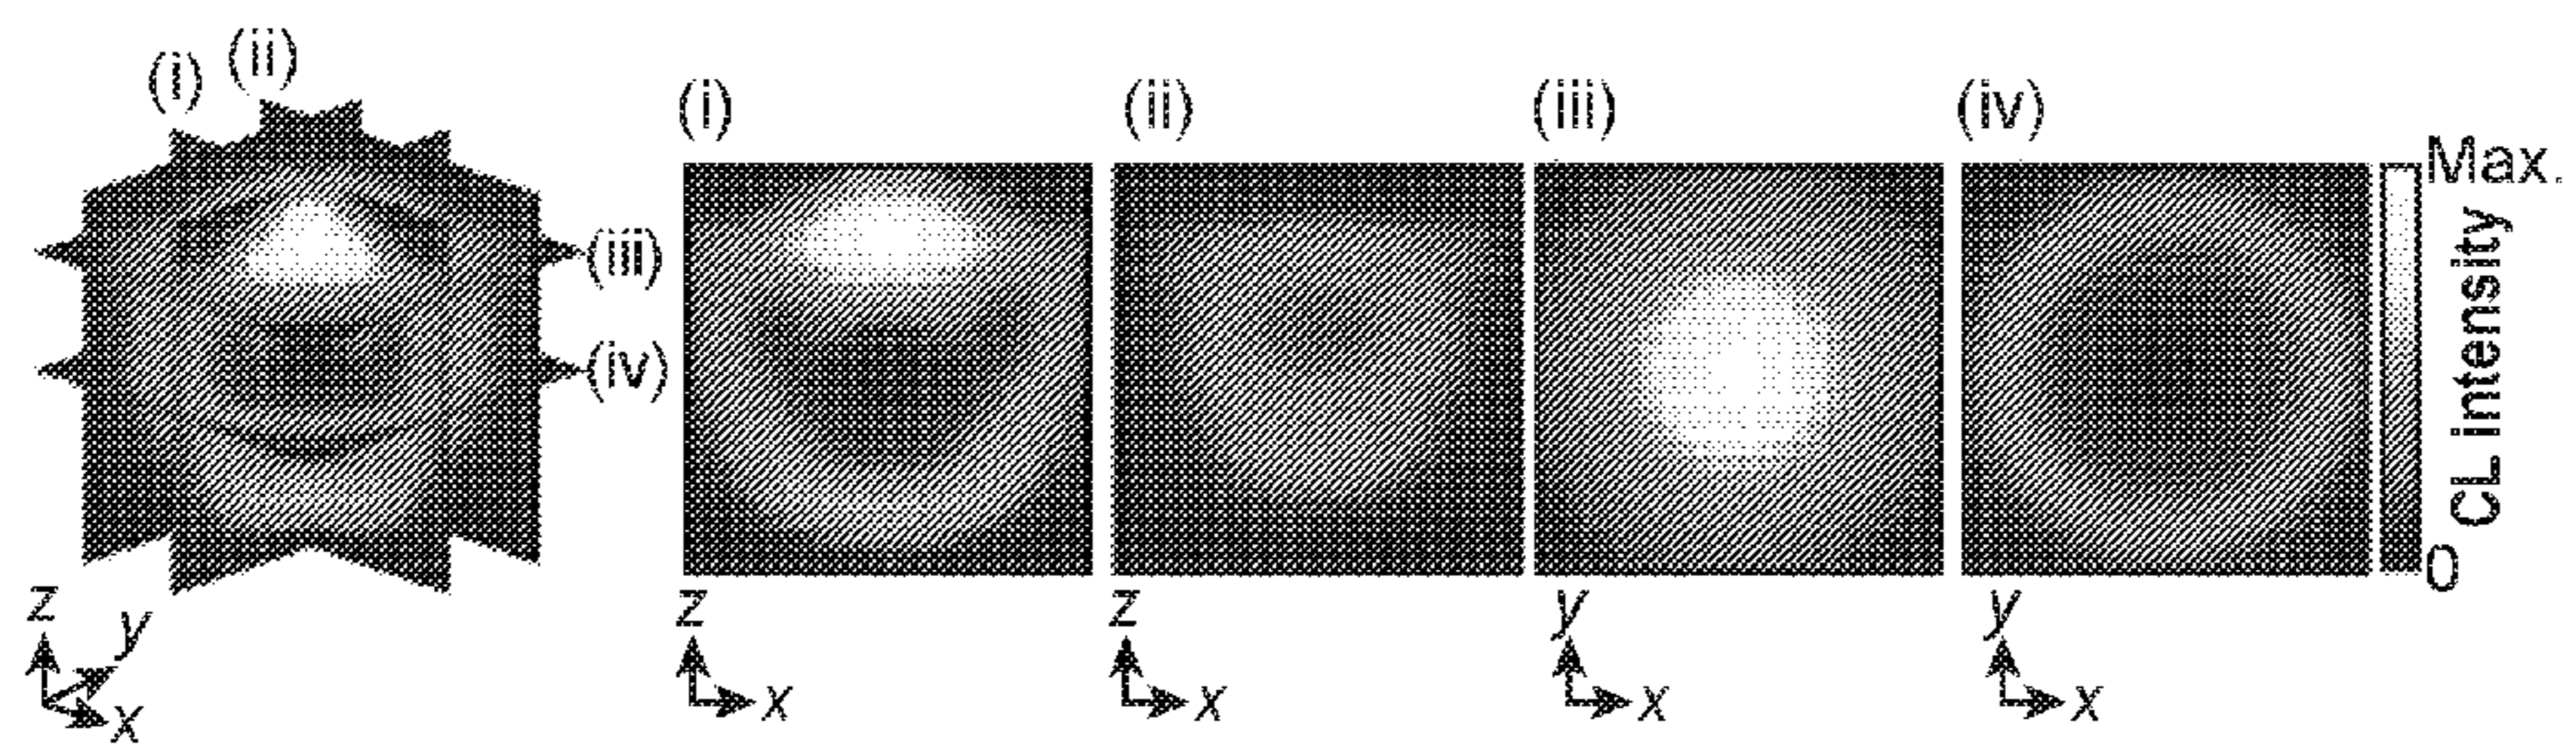 (i) (ii)
(iii)
(iv)
z
y
x
(i)
z
x
(ii)
z
x
(iii)
y
x
(iv)
y
x
Max.
CL intensity
0